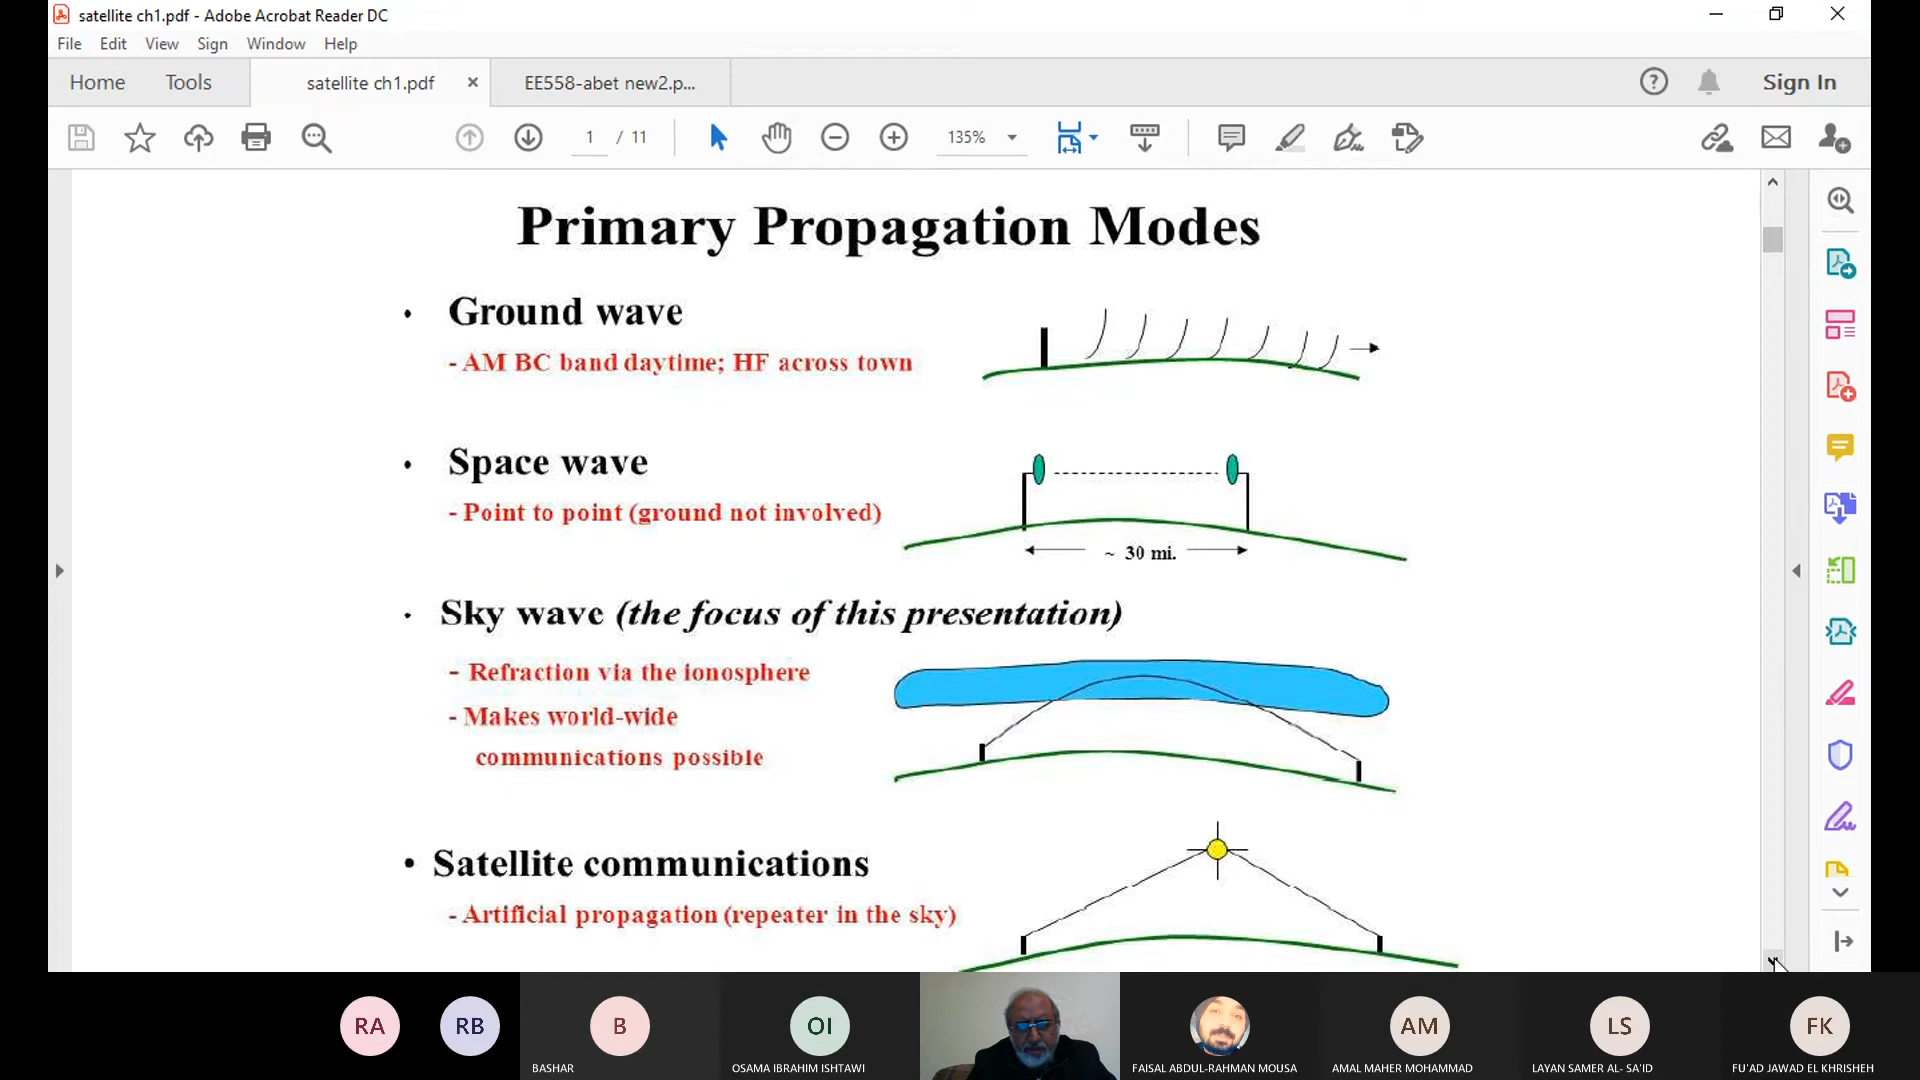 satellite ch1.pdf - Adobe Acrobat Reader DC
File Edit View Sign Window Help
Home Tools satellite ch1.pdf × EE558-abet new2.p... Sign In
1 / 11 135%
Primary Propagation Modes
• Ground wave
- AM BC band daytime; HF across town
• Space wave
- Point to point (ground not involved)
~ 30 mi.
• Sky wave (the focus of this presentation)
- Refraction via the ionosphere
- Makes world-wide
communications possible
• Satellite communications
- Artificial propagation (repeater in the sky)
RA RB B OI AM LS FK
BASHAR OSAMA IBRAHIM ISHTAWI FAISAL ABDUL-RAHMAN MOUSA AMAL MAHER MOHAMMAD LAYAN SAMER AL- SA'ID FU'AD JAWAD EL KHRISHEH